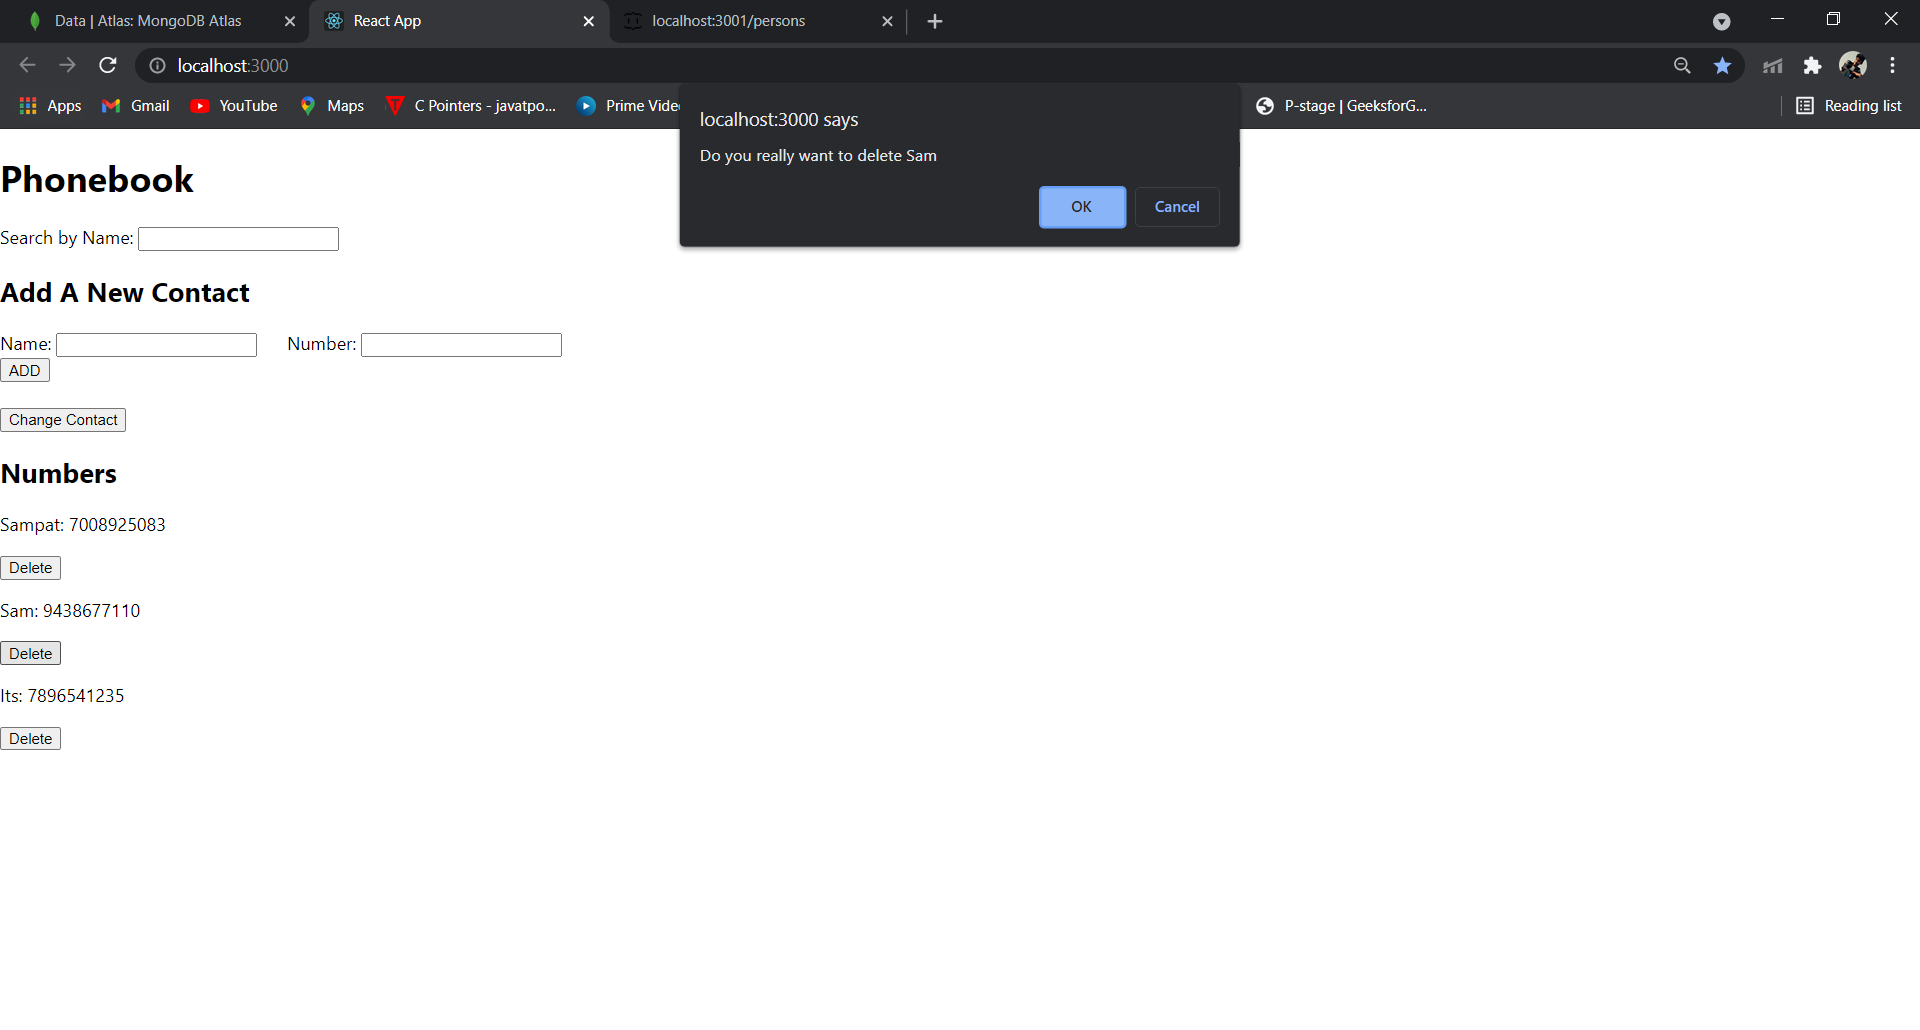 Data | Atlas: MongoDB Atlas
React App
localhost:3001/persons
localhost:3000
Apps
Gmail
YouTube
Maps
C Pointers - javatpo...
Prime Vide
P-stage | GeeksforG...
Reading list
localhost:3000 says
Do you really want to delete Sam
OK
Cancel
Phonebook
Search by Name:
Add A New Contact
Name: Number:
ADD
Change Contact
Numbers
Sampat: 7008925083
Delete
Sam: 9438677110
Delete
Its: 7896541235
Delete